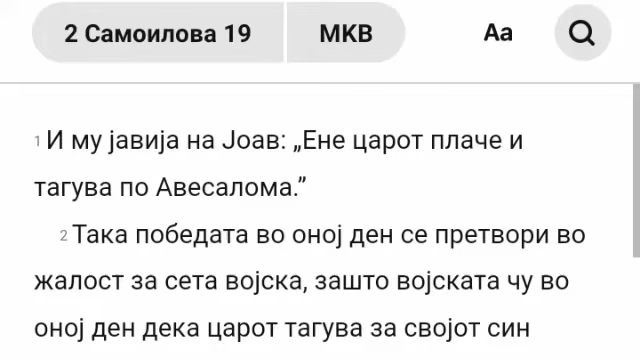 2 Самоилова 19 MKB Aa
1 И му јавија на Јоав: „Ене царот плаче и
тагува по Авесалома.”
2 Така победата во оној ден се претвори во
жалост за сета војска, зашто војската чу во
оној ден дека царот тагува за својот син